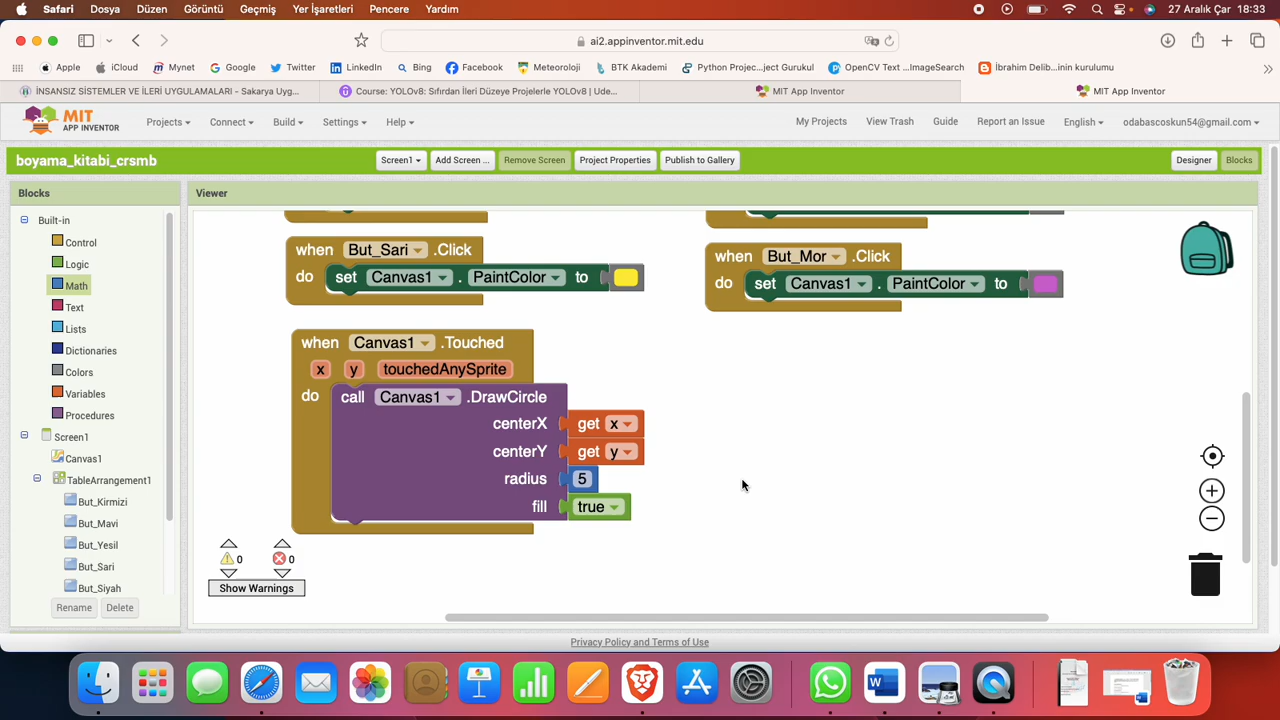 Safari Dosya Düzen Görüntü Geçmiş Yer İşaretleri Pencere Yardım 27 Aralık Çar 18:33
ai2.appinventor.mit.edu
Apple iCloud Mynet Google Twitter LinkedIn Bing Facebook Meteoroloji BTK Akademi Python Projec...ject Gurukul OpenCV Text ...ImageSearch İbrahim Delib...inin kurulumu
İNSANSIZ SİSTEMLER VE İLERİ UYGULAMALARI - Sakarya Uyg... Course: YOLOv8: Sıfırdan İleri Düzeye Projelerle YOLOv8 | Ude... MIT App Inventor MIT App Inventor
MIT APP INVENTOR Projects Connect Build Settings Help My Projects View Trash Guide Report an Issue English odabascoskun54@gmail.com
boyama_kitabi_crsmb Screen1 Add Screen ... Remove Screen Project Properties Publish to Gallery Designer Blocks
Blocks Viewer
Built-in
Control
Logic
Math
Text
Lists
Dictionaries
Colors
Variables
Procedures
Screen1
Canvas1
TableArrangement1
But_Kirmizi
But_Mavi
But_Yesil
But_Sari
But_Siyah
Rename Delete
when But_Sari .Click
do set Canvas1 . PaintColor to
when But_Mor .Click
do set Canvas1 . PaintColor to
when Canvas1 .Touched
x y touchedAnySprite
do call Canvas1 .DrawCircle
centerX get x
centerY get y
radius 5
fill true
0 0
Show Warnings
Privacy Policy and Terms of Use